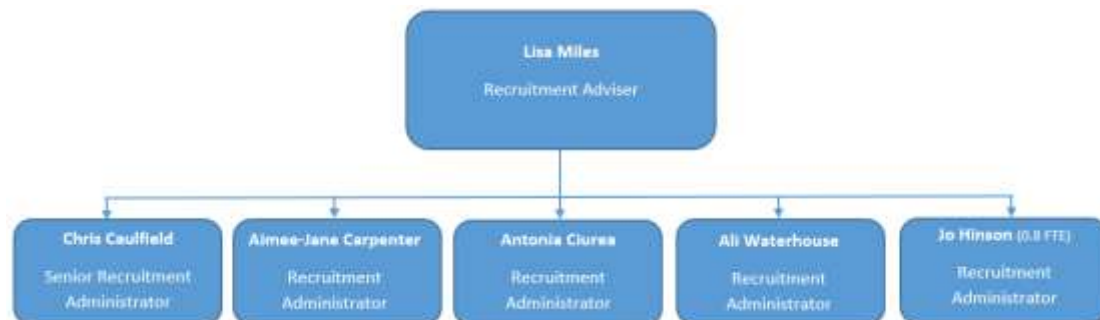 Lisa Miles
Recruitment Adviser
Chris Caulfield
Senior Recruitment
Administrator
Aimee-Jane Carpenter
Recruitment
Administrator
Antonia Ciurea
Recruitment
Administrator
Ali Waterhouse
Recruitment
Administrator
Jo Hinson (0.8 FTE)
Recruitment
Administrator